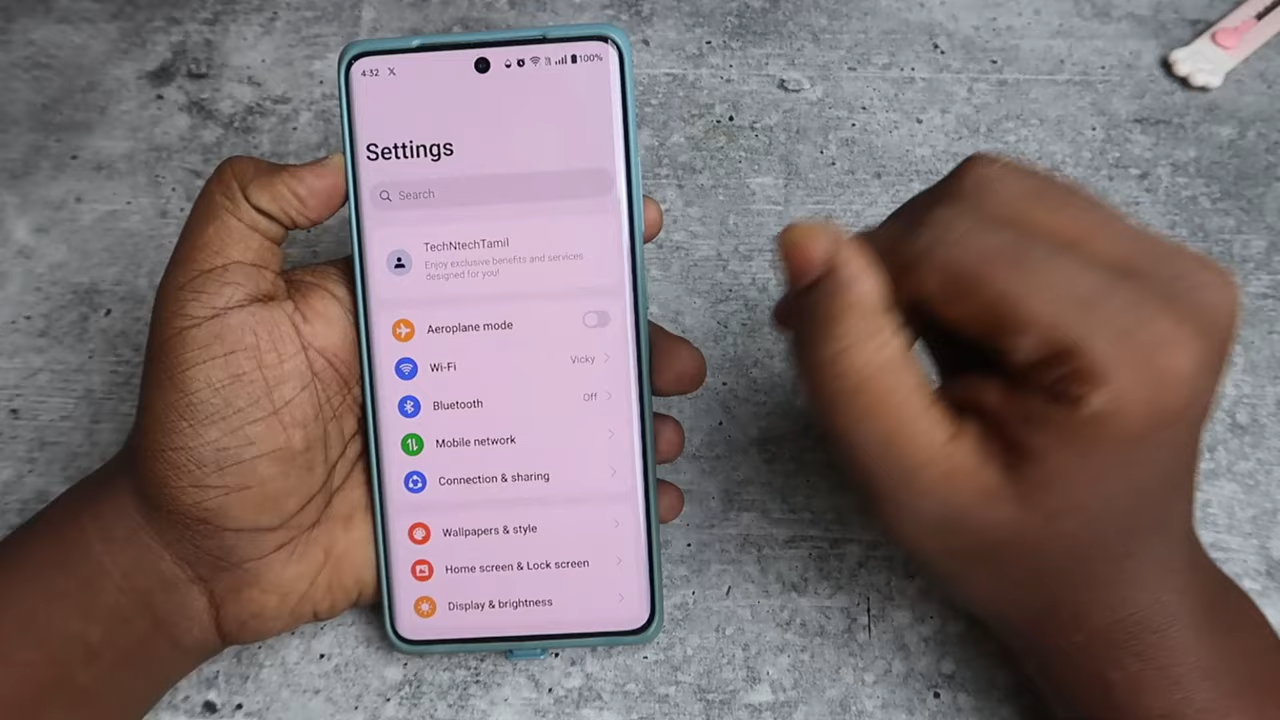 4:32 X 100%
Settings
Search
TechNtechTamil
Enjoy exclusive benefits and services
designed for you!
Aeroplane mode
Wi-Fi Vicky
Bluetooth Off
Mobile network
Connection & sharing
Wallpapers & style
Home screen & Lock screen
Display & brightness